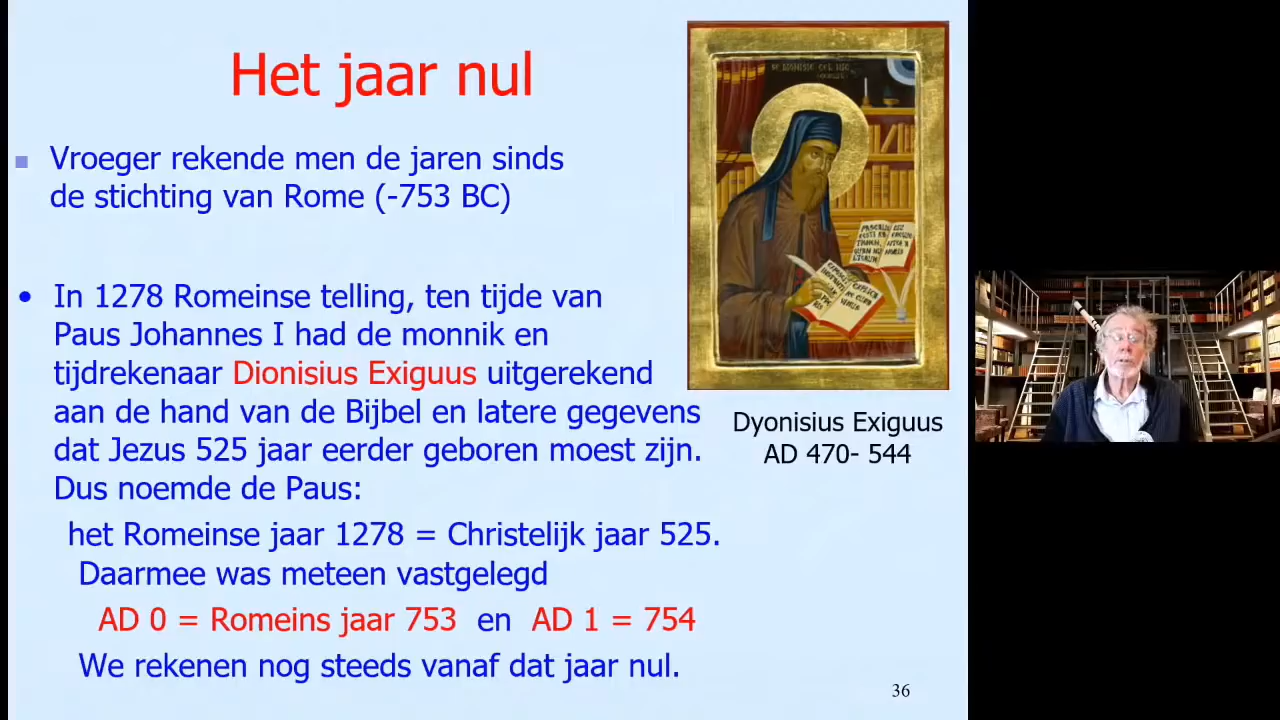 Het jaar nul
Vroeger rekende men de jaren sinds
de stichting van Rome (-753 BC)
In 1278 Romeinse telling, ten tijde van
Paus Johannes I had de monnik en
tijdrekenaar Dionisius Exiguus uitgerekend
aan de hand van de Bijbel en latere gegevens
dat Jezus 525 jaar eerder geboren moest zijn.
Dus noemde de Paus:
het Romeinse jaar 1278 = Christelijk jaar 525.
Daarmee was meteen vastgelegd
AD 0 = Romeins jaar 753 en AD 1 = 754
We rekenen nog steeds vanaf dat jaar nul.
Dyonisius Exiguus
AD 470- 544
36